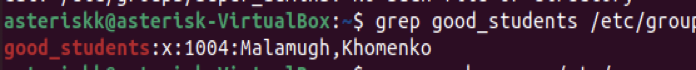 asteriskk@asterisk-VirtualBox:~$ grep good_students /etc/group
good_students:x:1004:Malamugh,Khomenko